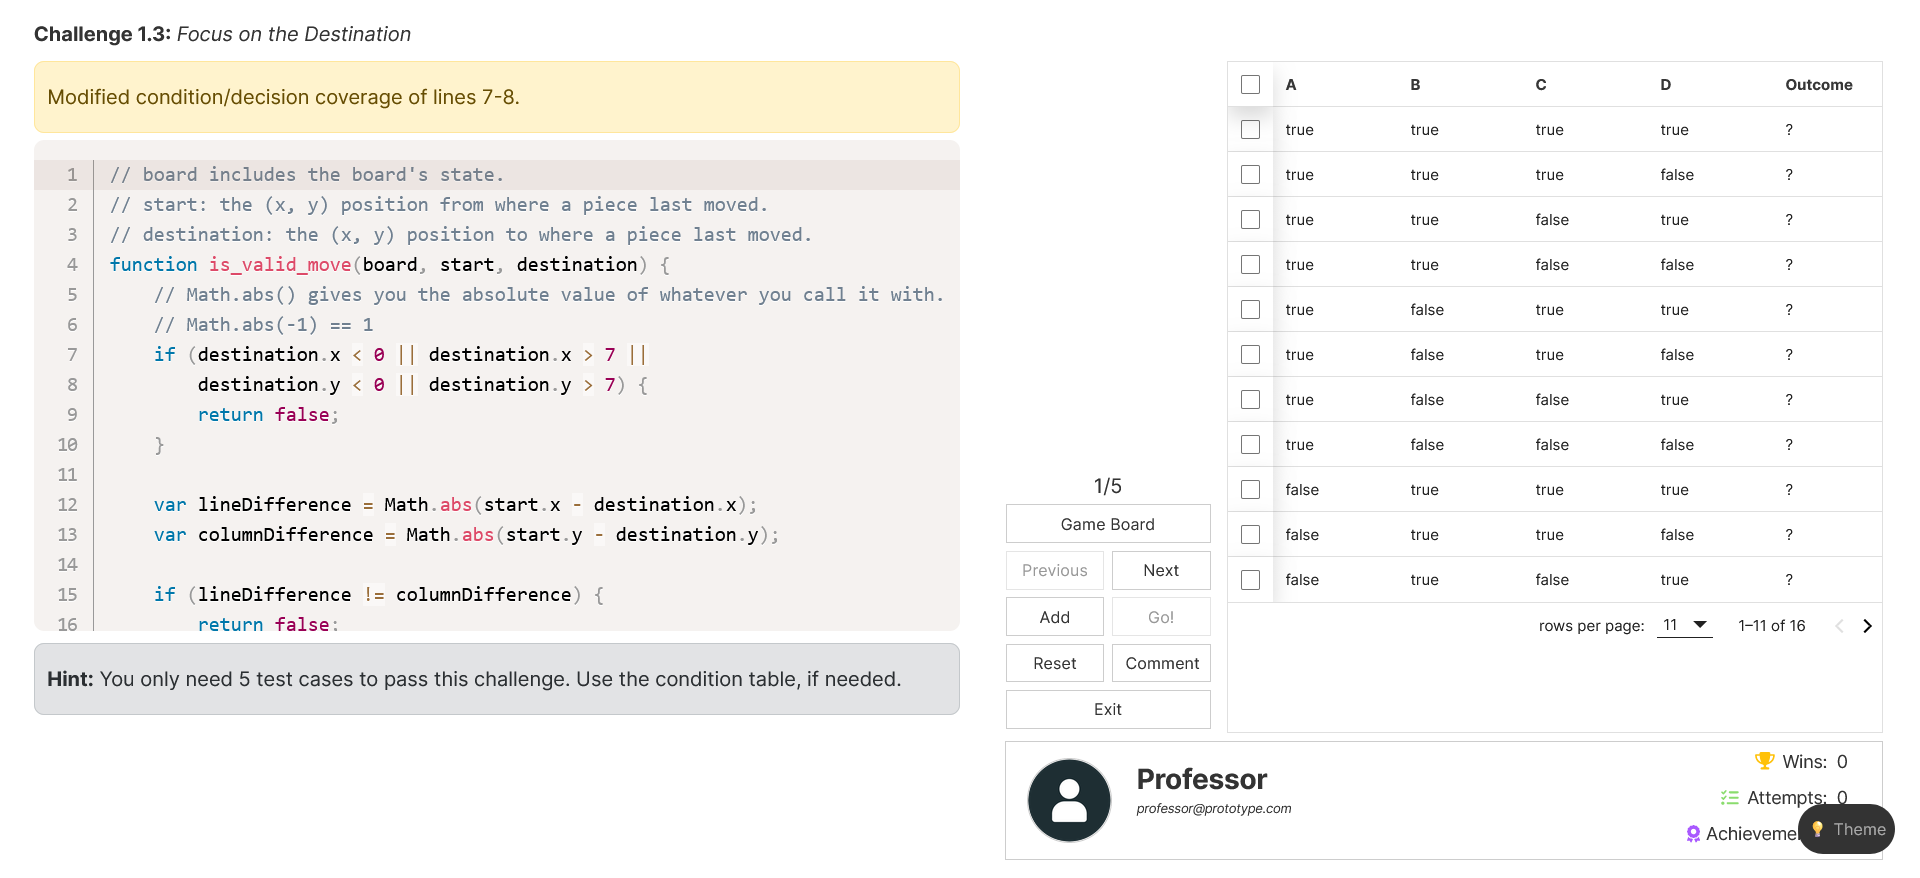 Challenge 1.3: Focus on the Destination
Modified condition/decision coverage of lines 7-8.
1 // board includes the board's state.
2 // start: the (x, y) position from where a piece last moved.
3 // destination: the (x, y) position to where a piece last moved.
4 function is_valid_move(board, start, destination) {
5 // Math.abs() gives you the absolute value of whatever you call it with.
6 // Math.abs(-1) == 1
7 if (destination.x < 0 || destination.x > 7 ||
8 destination.y < 0 || destination.y > 7) {
9 return false;
10 }
11
12 var lineDifference = Math.abs(start.x - destination.x);
13 var columnDifference = Math.abs(start.y - destination.y);
14
15 if (lineDifference != columnDifference) {
16 return false;
Hint: You only need 5 test cases to pass this challenge. Use the condition table, if needed.
1/5
Game Board
Previous Next
Add Go!
Reset Comment
Exit
A B C D Outcome
true true true true ?
true true true false ?
true true false true ?
true true false false ?
true false true true ?
true false true false ?
true false false true ?
true false false false ?
false true true true ?
false true true false ?
false true false true ?
rows per page: 11 1–11 of 16
Professor
professor@prototype.com
Wins: 0
Attempts: 0
Theme